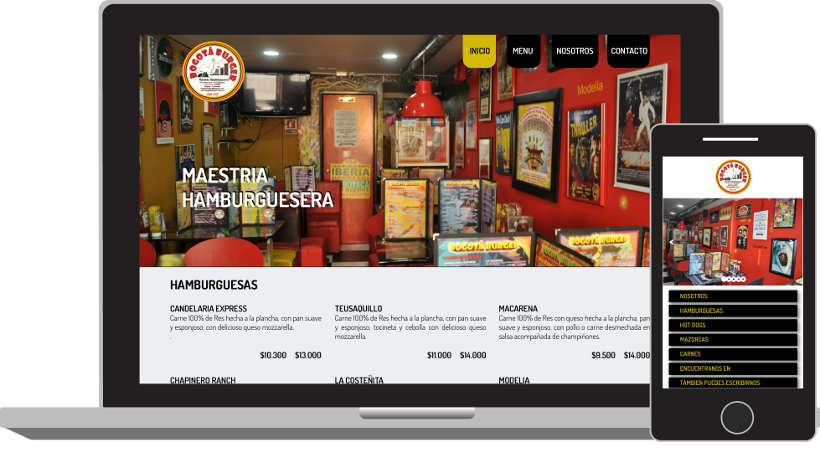 BOGOTÁ BURGER
INICIO
MENU
NOSOTROS
CONTACTO
Modelia
THRILLER
IBERIA
MAESTRIA
HAMBURGUESERA
BOGOTÁ BURGER
BOGOTÁ BURGER
HAMBURGUESAS
CANDELARIA EXPRESS
Carne 100% de Res hecha a la plancha, con pan suave
y esponjoso, con delicioso queso mozzarella.
.
$10.300 $13.000
TEUSAQUILLO
Carne 100% de Res hecha a la plancha, con pan suave
y esponjoso, tocineta y cebolla con delicioso queso
mozzarella.
$11.000 $14.000
MACARENA
Carne 100% de Res con queso hecha a la plancha, pan
suave y esponjoso, con pollo o carne desmechada en
salsa acompañada de champiñones.
$9.500 $14.000
CHAPINERO RANCH
LA COSTEÑITA
MODELIA
BOGOTÁ BURGER
Modelia
NOSOTROS
HAMBURGUESAS
HOT DOGS
MAZORCAS
CARNES
ENCUENTRANOS EN
TAMBIEN PUEDES ESCRIBIRNOS